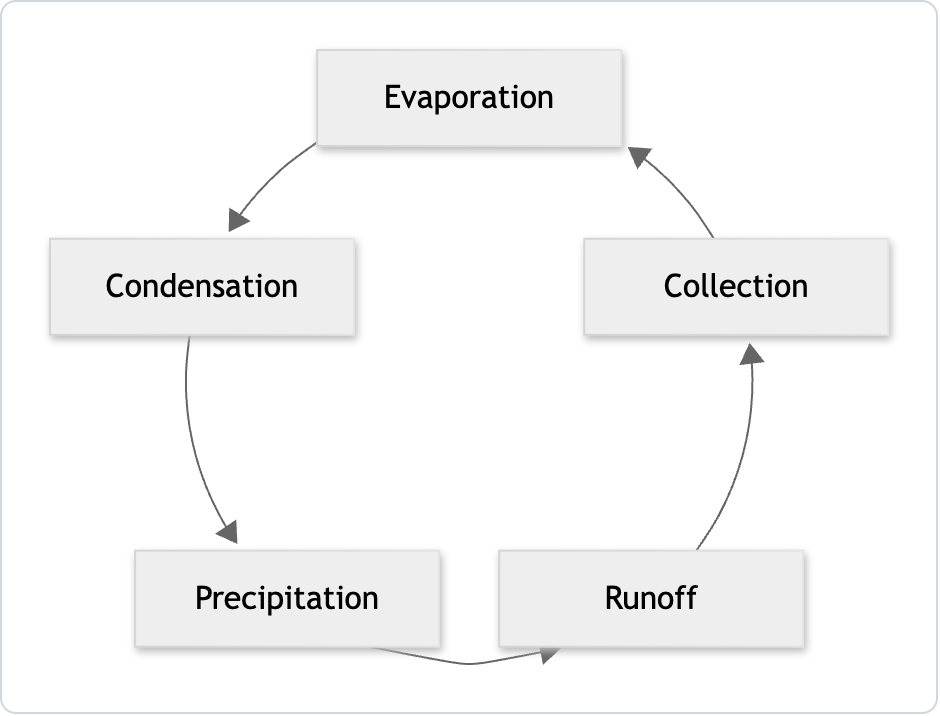 Evaporation
Condensation
Collection
Precipitation
Runoff